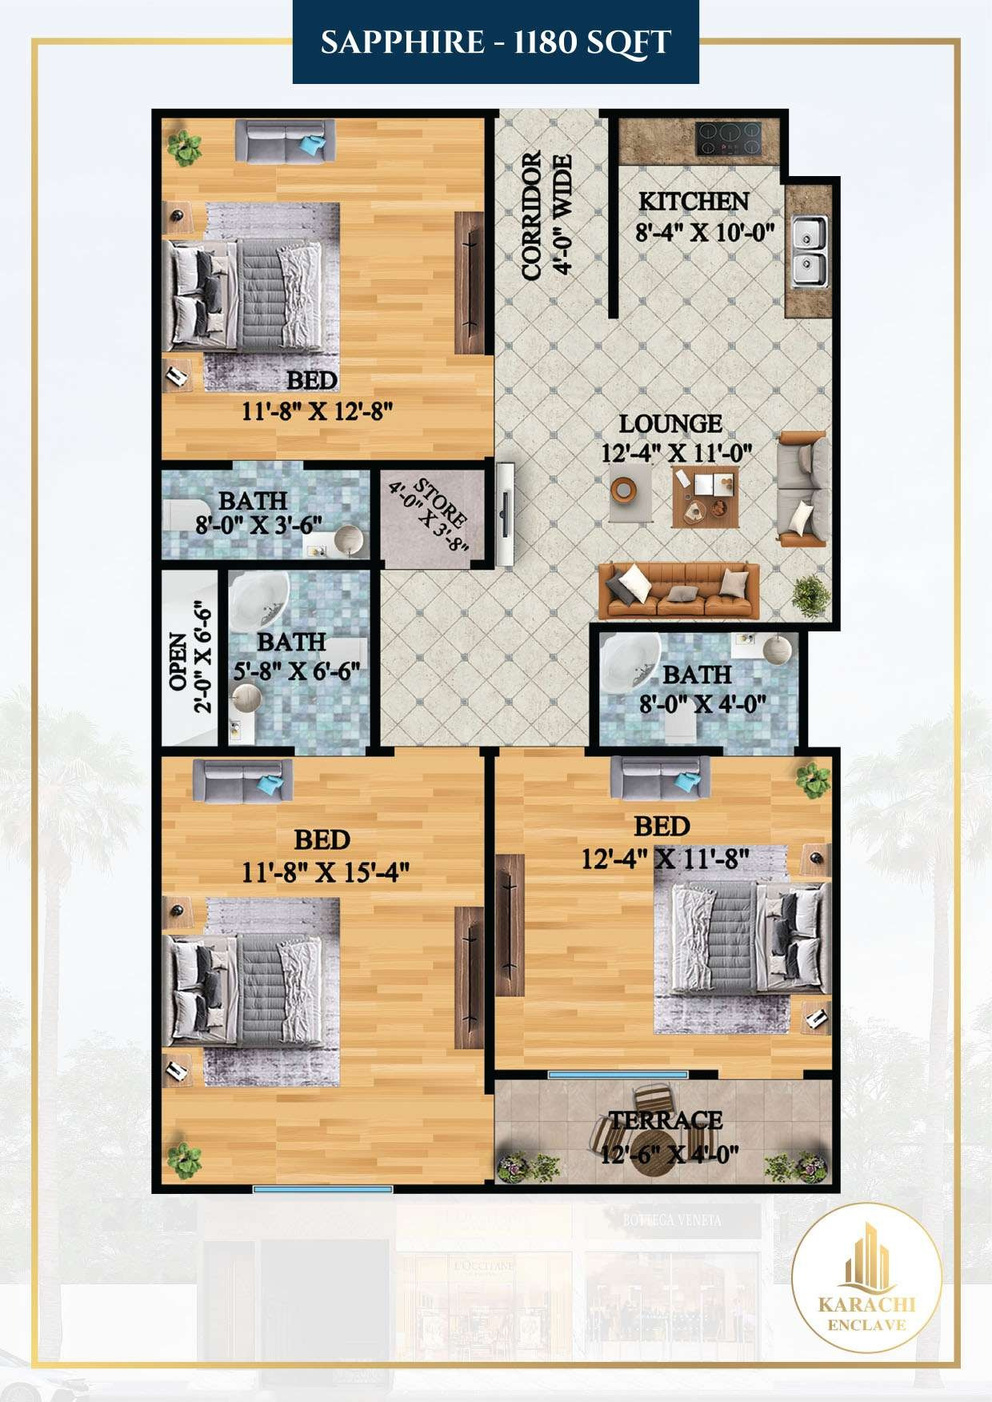 SAPPHIRE - 1180 SQFT
CORRIDOR
4'-0" WIDE
KITCHEN
8'-4" X 10'-0"
BED
11'-8" X 12'-8"
LOUNGE
12'-4" X 11'-0"
BATH
8'-0" X 3'-6"
STORE
4'-0" X 3'-8"
OPEN
2'-0" X 6'-6"
BATH
5'-8" X 6'-6"
BATH
8'-0" X 4'-0"
BED
11'-8" X 15'-4"
BED
12'-4" X 11'-8"
TERRACE
12'-6" X 4'-0"
BOTTEGA VENETA
L'OCCITANE
KARACHI
ENCLAVE